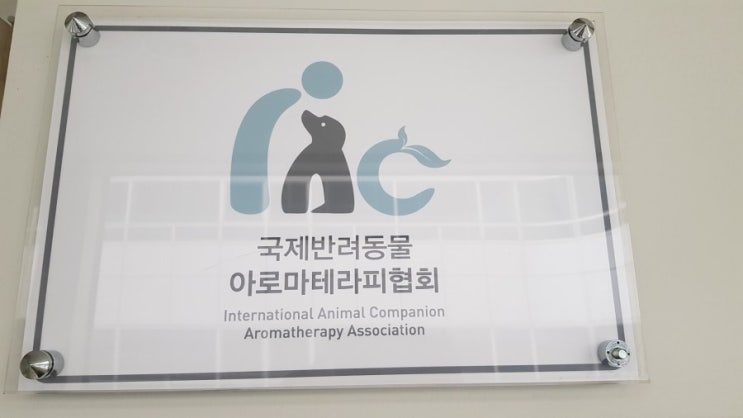 iac
국제반려동물
아로마테라피협회
International Animal Companion
Aromatherapy Association